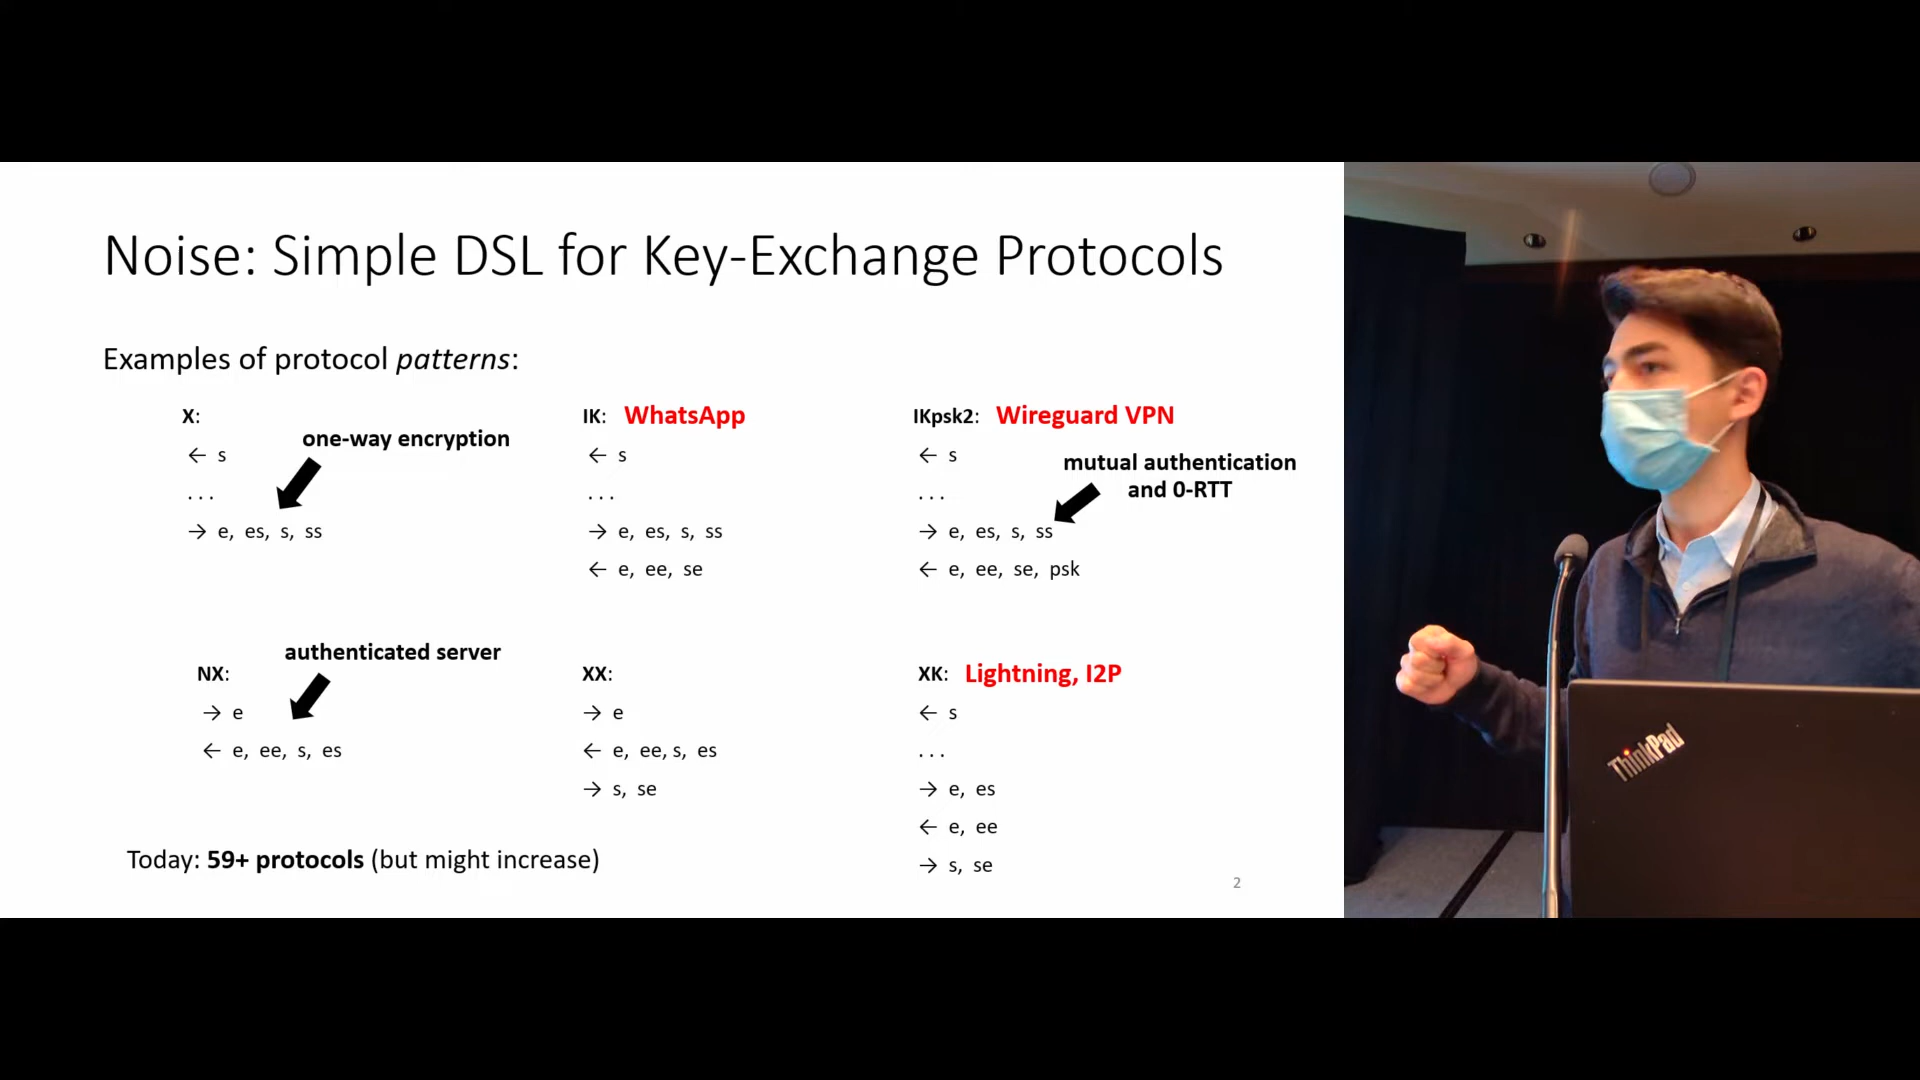 Noise: Simple DSL for Key-Exchange Protocols
Examples of protocol patterns:
X:
one-way encryption
← s
...
→ e, es, s, ss
IK: WhatsApp
← s
...
→ e, es, s, ss
← e, ee, se
IKpsk2: Wireguard VPN
← s
mutual authentication
and 0-RTT
...
→ e, es, s, ss
← e, ee, se, psk
authenticated server
NX:
→ e
← e, ee, s, es
XX:
→ e
← e, ee, s, es
→ s, se
XK: Lightning, I2P
← s
...
→ e, es
← e, ee
→ s, se
Today: 59+ protocols (but might increase)
2
ThinkPad